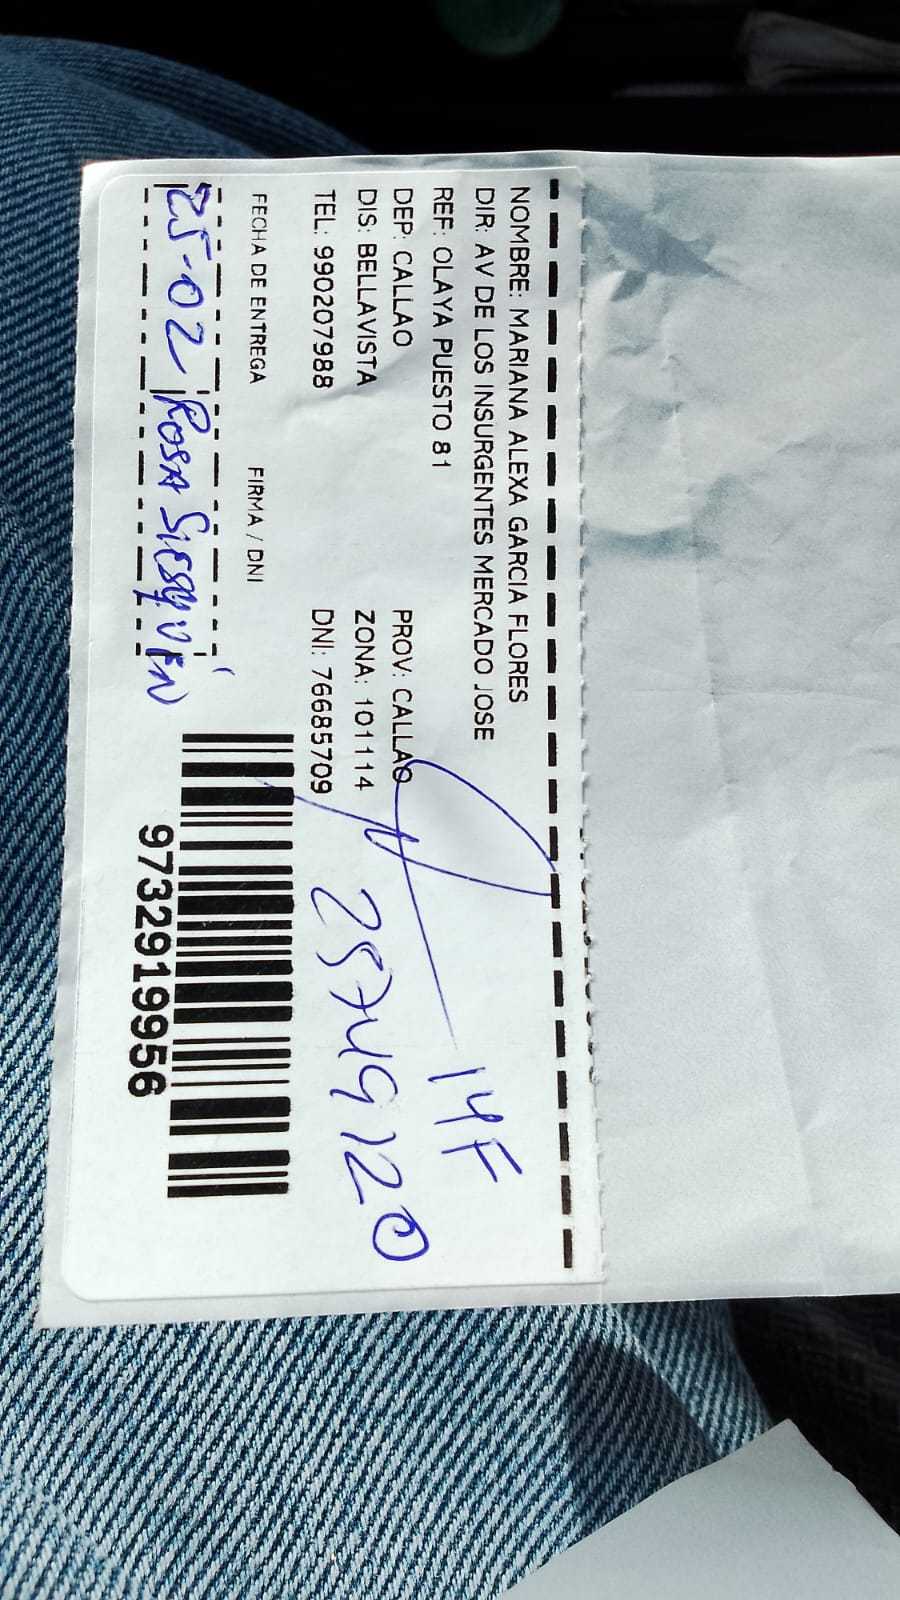 NOMBRE: MARIANA ALEXA GARCIA FLORES
DIR: AV DE LOS INSURGENTES MERCADO JOSE
REF: OLAYA PUESTO 81
DEP: CALLAO PROV: CALLAO
DIS: BELLAVISTA ZONA: 101114
TEL: 990207988 DNI: 76685709
14F
25749120
FECHA DE ENTREGA FIRMA / DNI
25-02 ROSA SIESQUÉN
9732919956